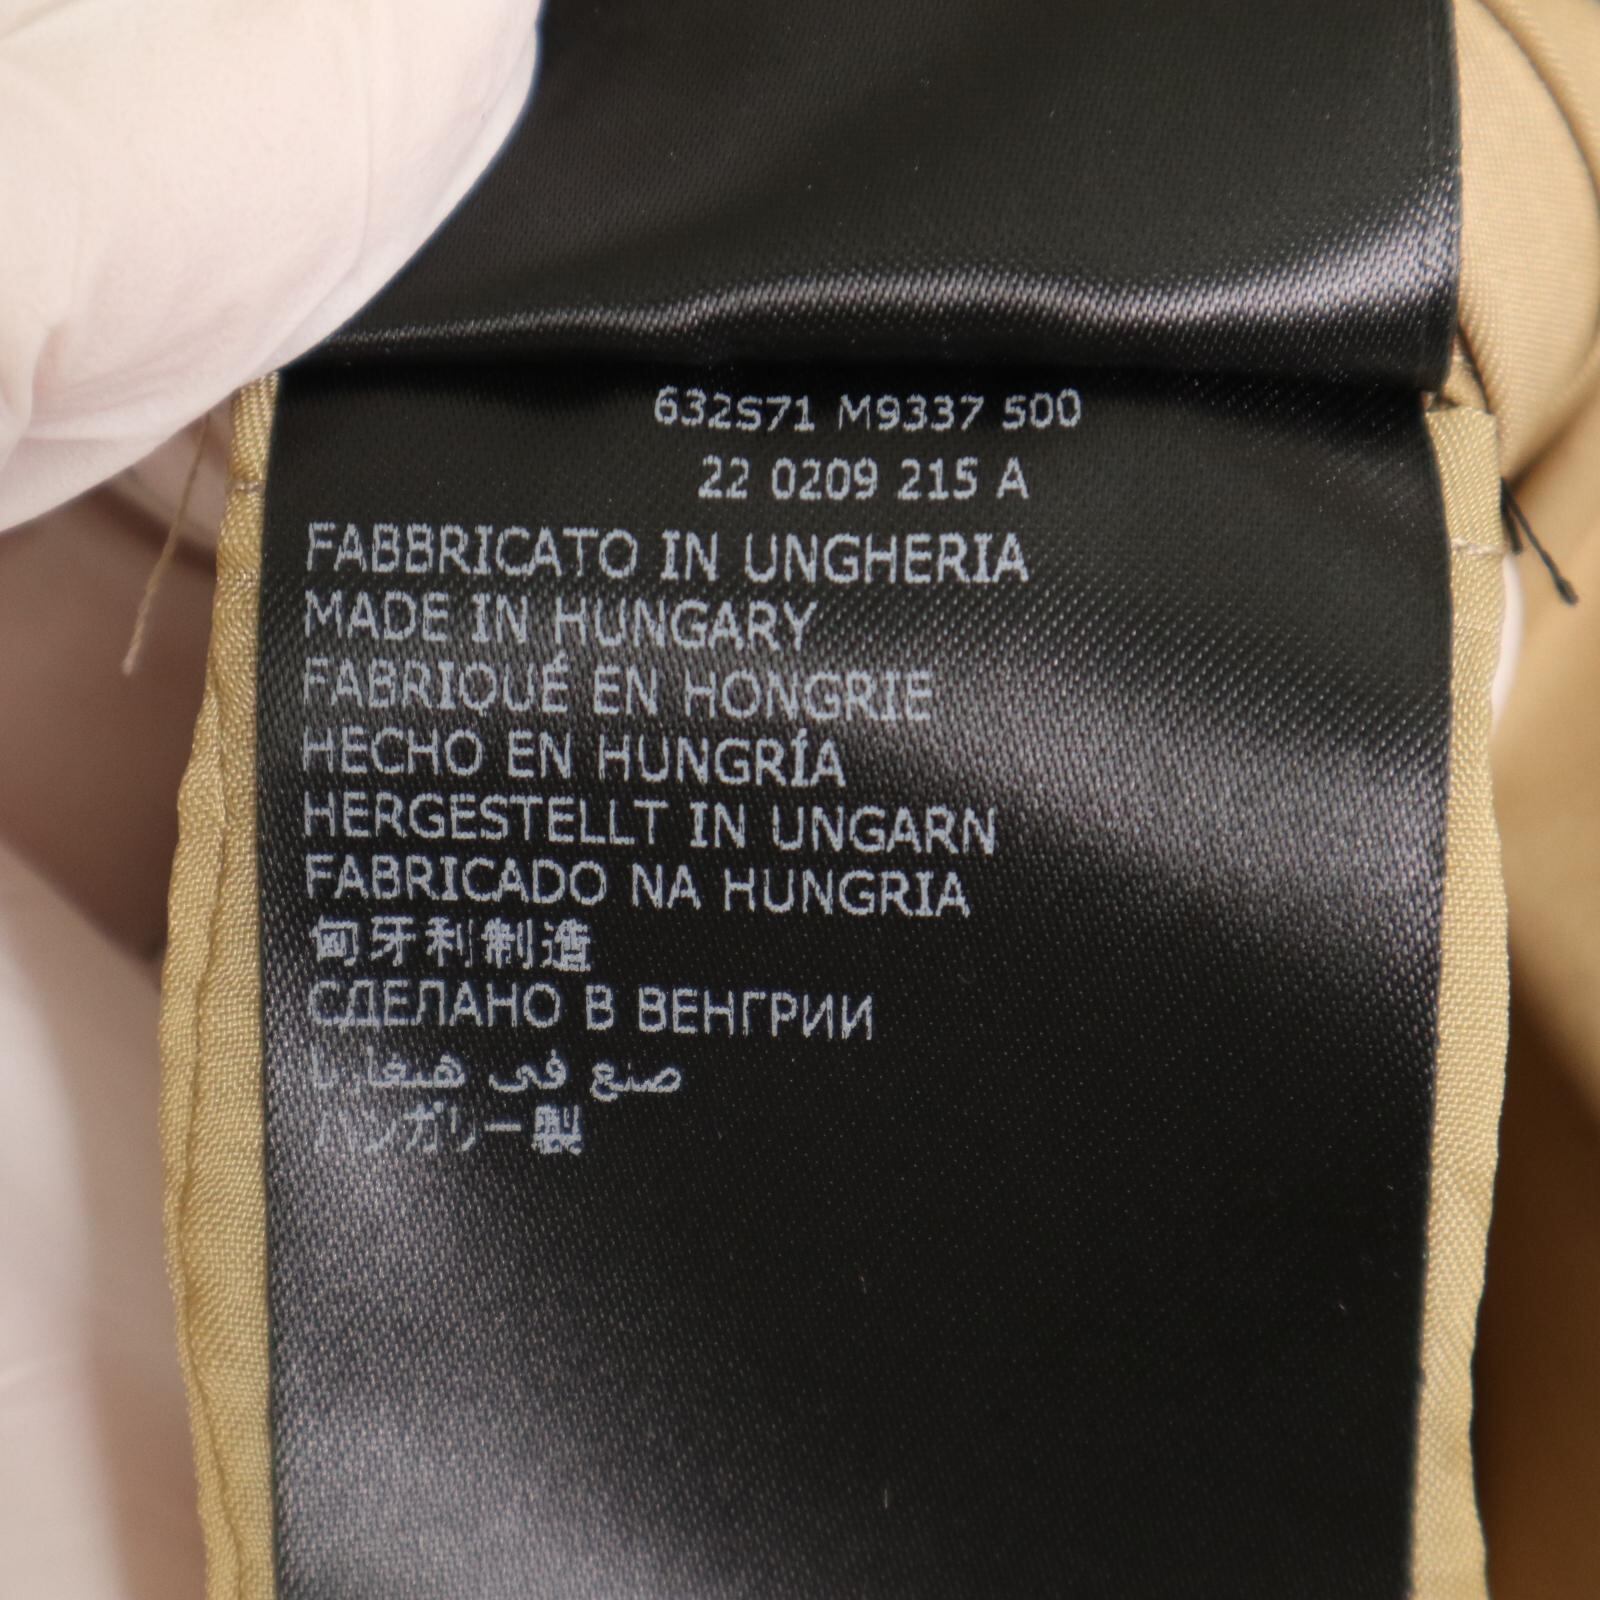 632S71 M9337 500
22 0209 215 A
FABBRICATO IN UNGHERIA
MADE IN HUNGARY
FABRIQUÉ EN HONGRIE
HECHO EN HUNGRÍA
HERGESTELLT IN UNGARN
FABRICADO NA HUNGRIA
匈牙利制造
СДЕЛАНО В ВЕНГРИИ
صنع في هنغاريا
ハンガリー製